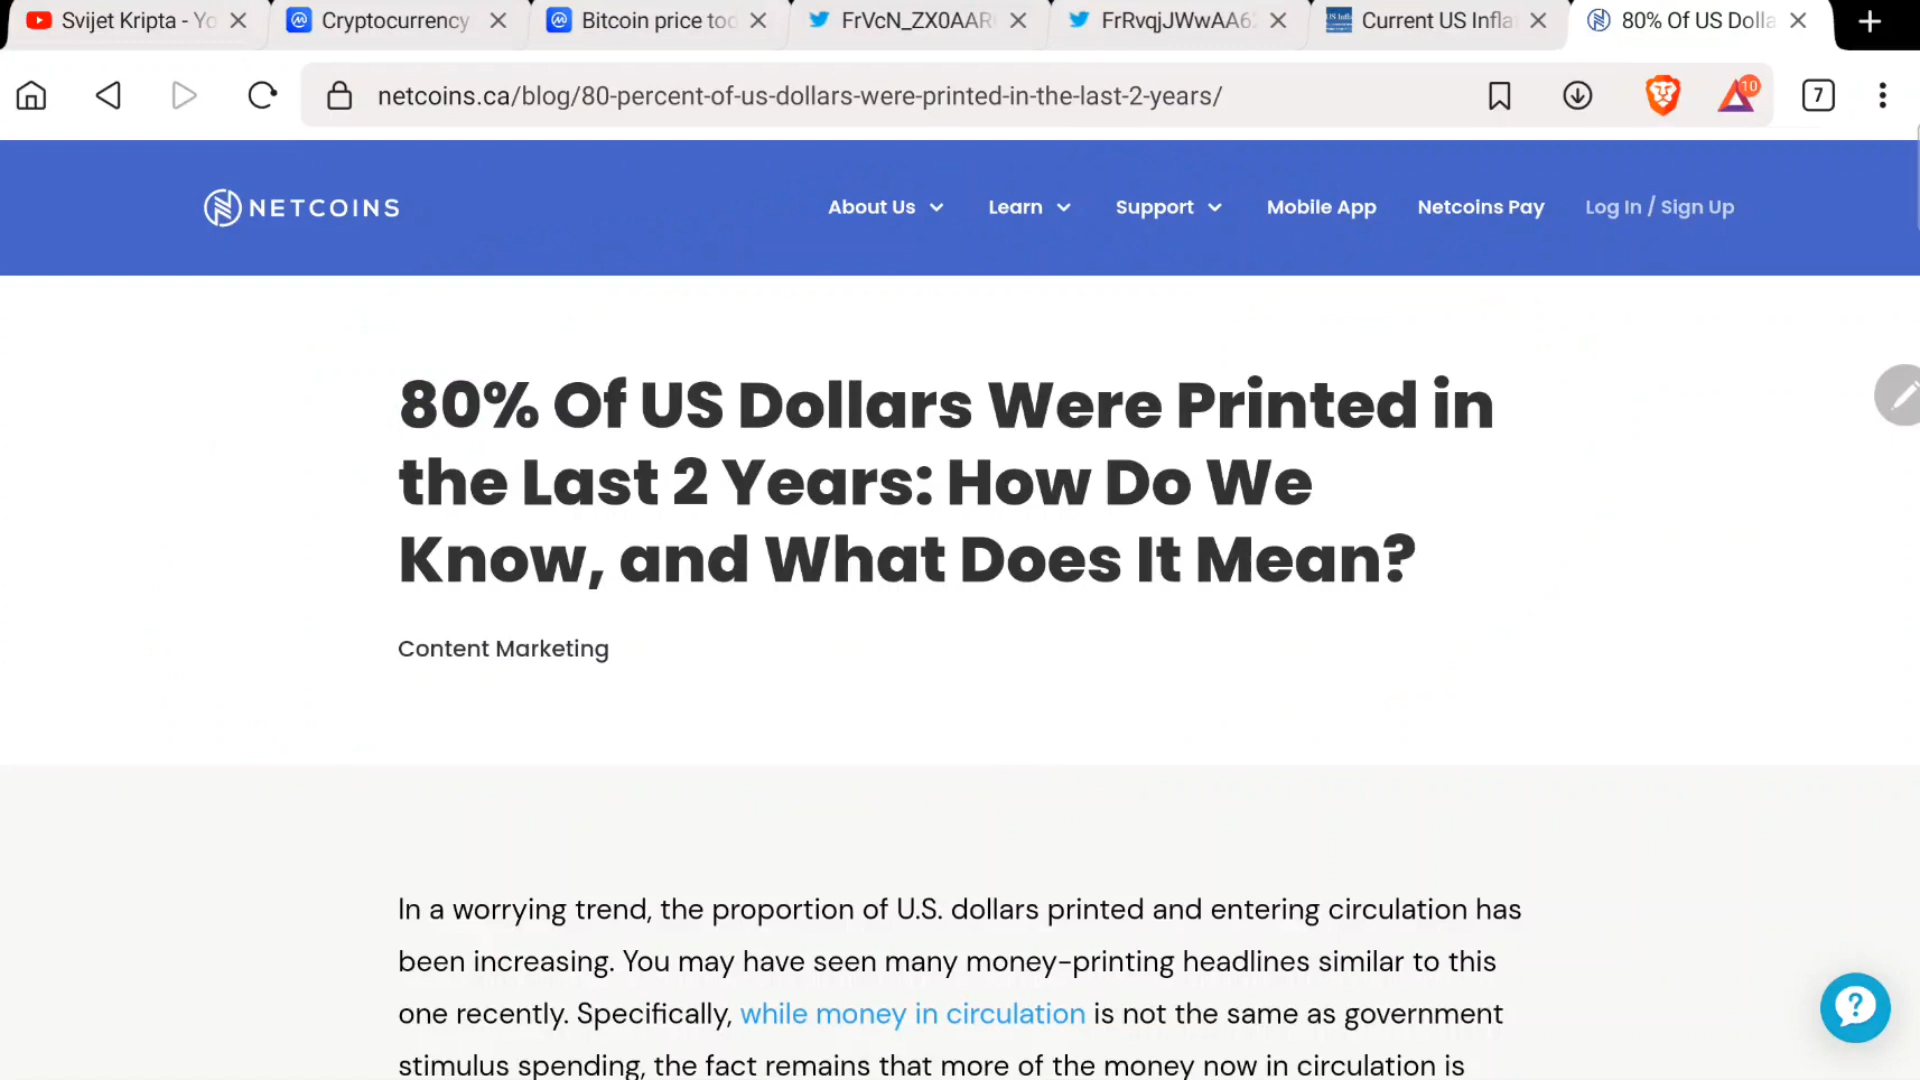 Svijet Kripta - Yo
Cryptocurrency
Bitcoin price tod
FrVcN_ZX0AAR
FrRvqjJWwAA6
Current US Infla
80% Of US Dolla
netcoins.ca/blog/80-percent-of-us-dollars-were-printed-in-the-last-2-years/
10
7
NETCOINS
About Us
Learn
Support
Mobile App
Netcoins Pay
Log In / Sign Up
80% Of US Dollars Were Printed in
the Last 2 Years: How Do We
Know, and What Does It Mean?
Content Marketing
In a worrying trend, the proportion of U.S. dollars printed and entering circulation has
been increasing. You may have seen many money-printing headlines similar to this
one recently. Specifically, while money in circulation is not the same as government
stimulus spending, the fact remains that more of the money now in circulation is